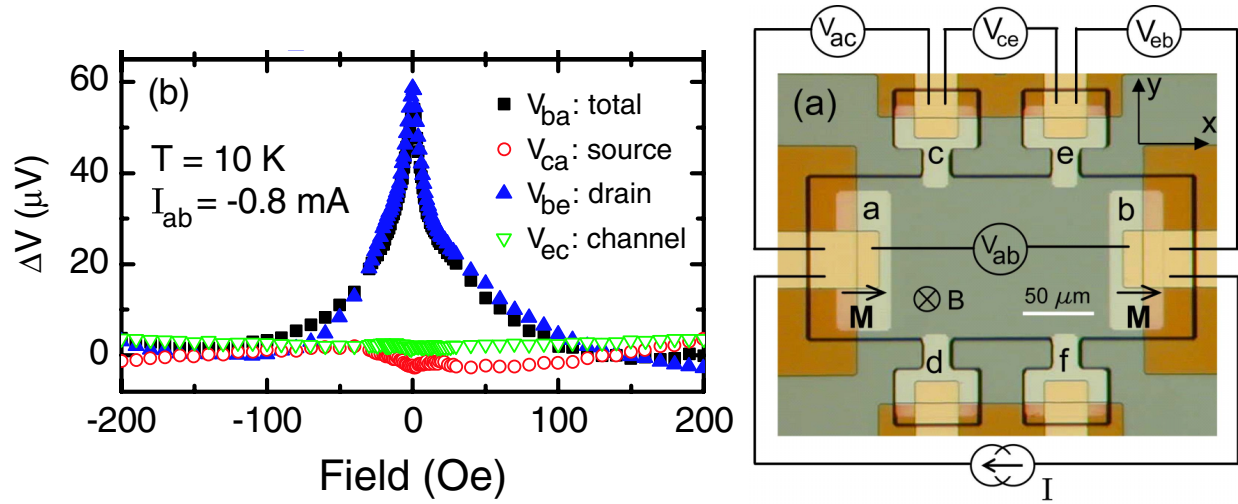 (b)
T = 10 K
I_ab = -0.8 mA
V_ba: total
V_ca: source
V_be: drain
V_ec: channel
60
40
20
0
ΔV (μV)
-200
-100
0
100
200
Field (Oe)
V_ac
V_ce
V_eb
(a)
y
x
c
e
a
b
V_ab
M
⊗ B
50 μm
M
d
f
I